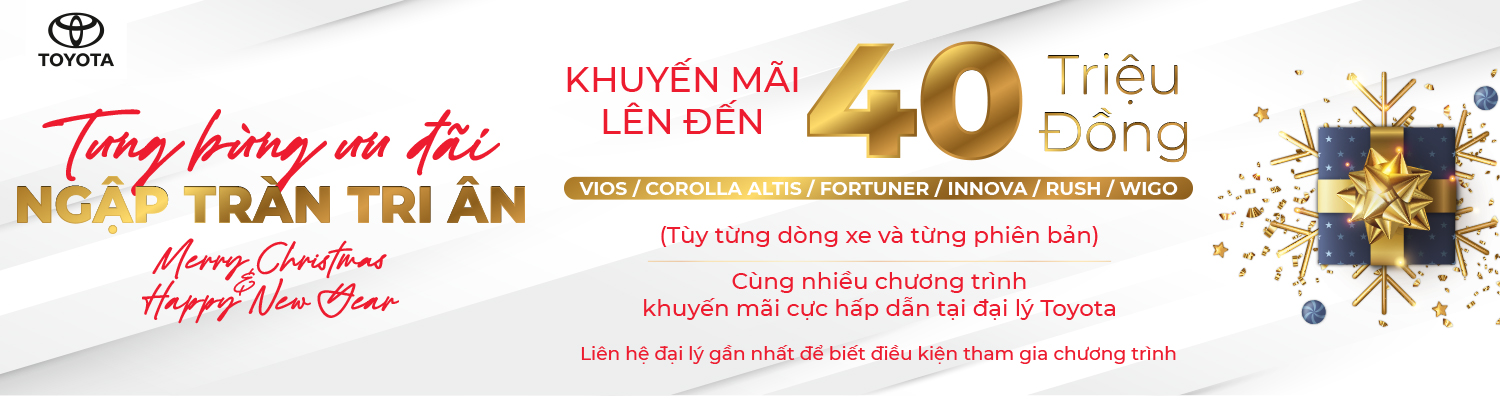 TOYOTA
Tưng bừng ưu đãi
NGẬP TRÀN TRI ÂN
Merry Christmas
&
Happy New Year
KHUYẾN MÃI
LÊN ĐẾN
40
Triệu
Đồng
VIOS / COROLLA ALTIS / FORTUNER / INNOVA / RUSH / WIGO
(Tùy từng dòng xe và từng phiên bản)
Cùng nhiều chương trình
khuyến mãi cực hấp dẫn tại đại lý Toyota
Liên hệ đại lý gần nhất để biết điều kiện tham gia chương trình